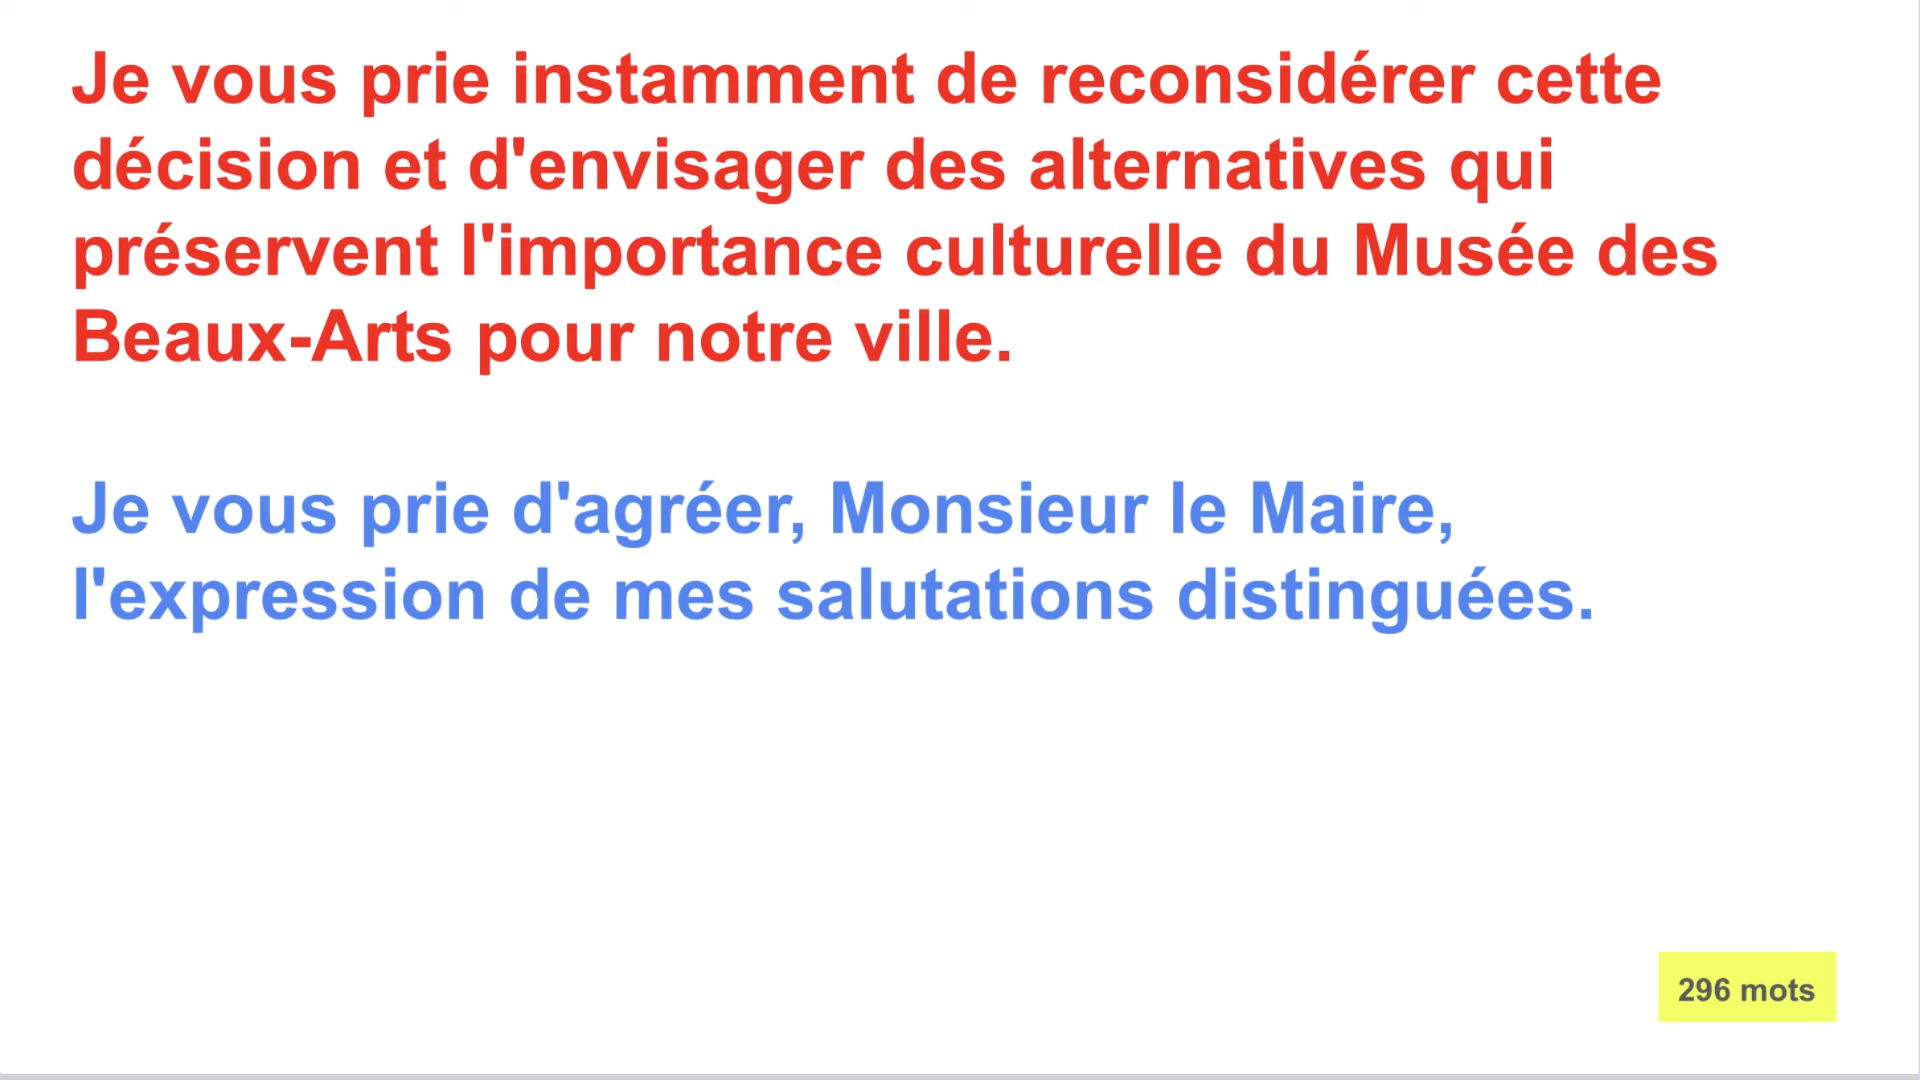 Je vous prie instamment de reconsidérer cette
décision et d'envisager des alternatives qui
préservent l'importance culturelle du Musée des
Beaux-Arts pour notre ville.
Je vous prie d'agréer, Monsieur le Maire,
l'expression de mes salutations distinguées.
296 mots